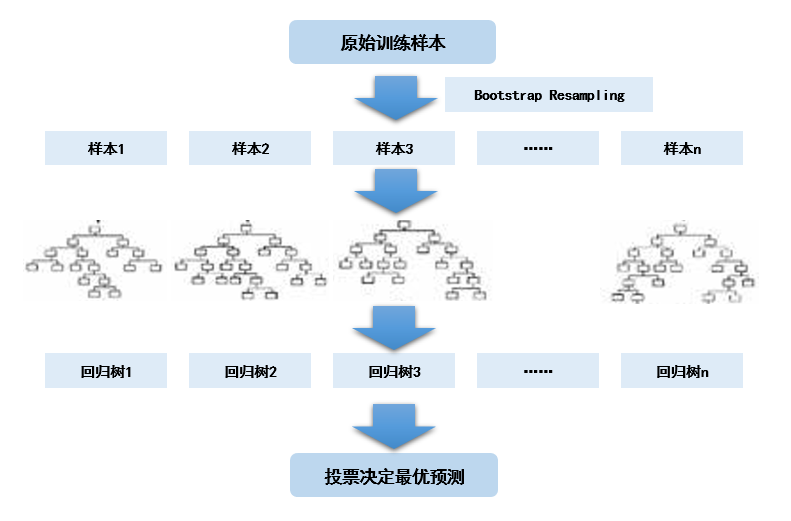 原始训练样本
Bootstrap Resampling
样本1
样本2
样本3
……
样本n
回归树1
回归树2
回归树3
……
回归树n
投票决定最优预测